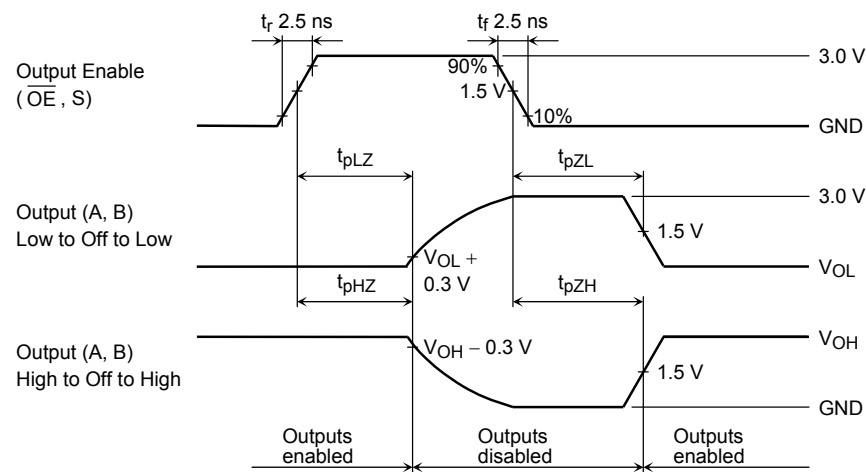 tr 2.5 ns
tf 2.5 ns
Output Enable
( OE , S)
90%
1.5 V
10%
3.0 V
GND
tpLZ
tpZL
Output (A, B)
Low to Off to Low
3.0 V
1.5 V
VOL +
0.3 V
VOL
tpHZ
tpZH
Output (A, B)
High to Off to High
VOH − 0.3 V
VOH
1.5 V
GND
Outputs
enabled
Outputs
disabled
Outputs
enabled